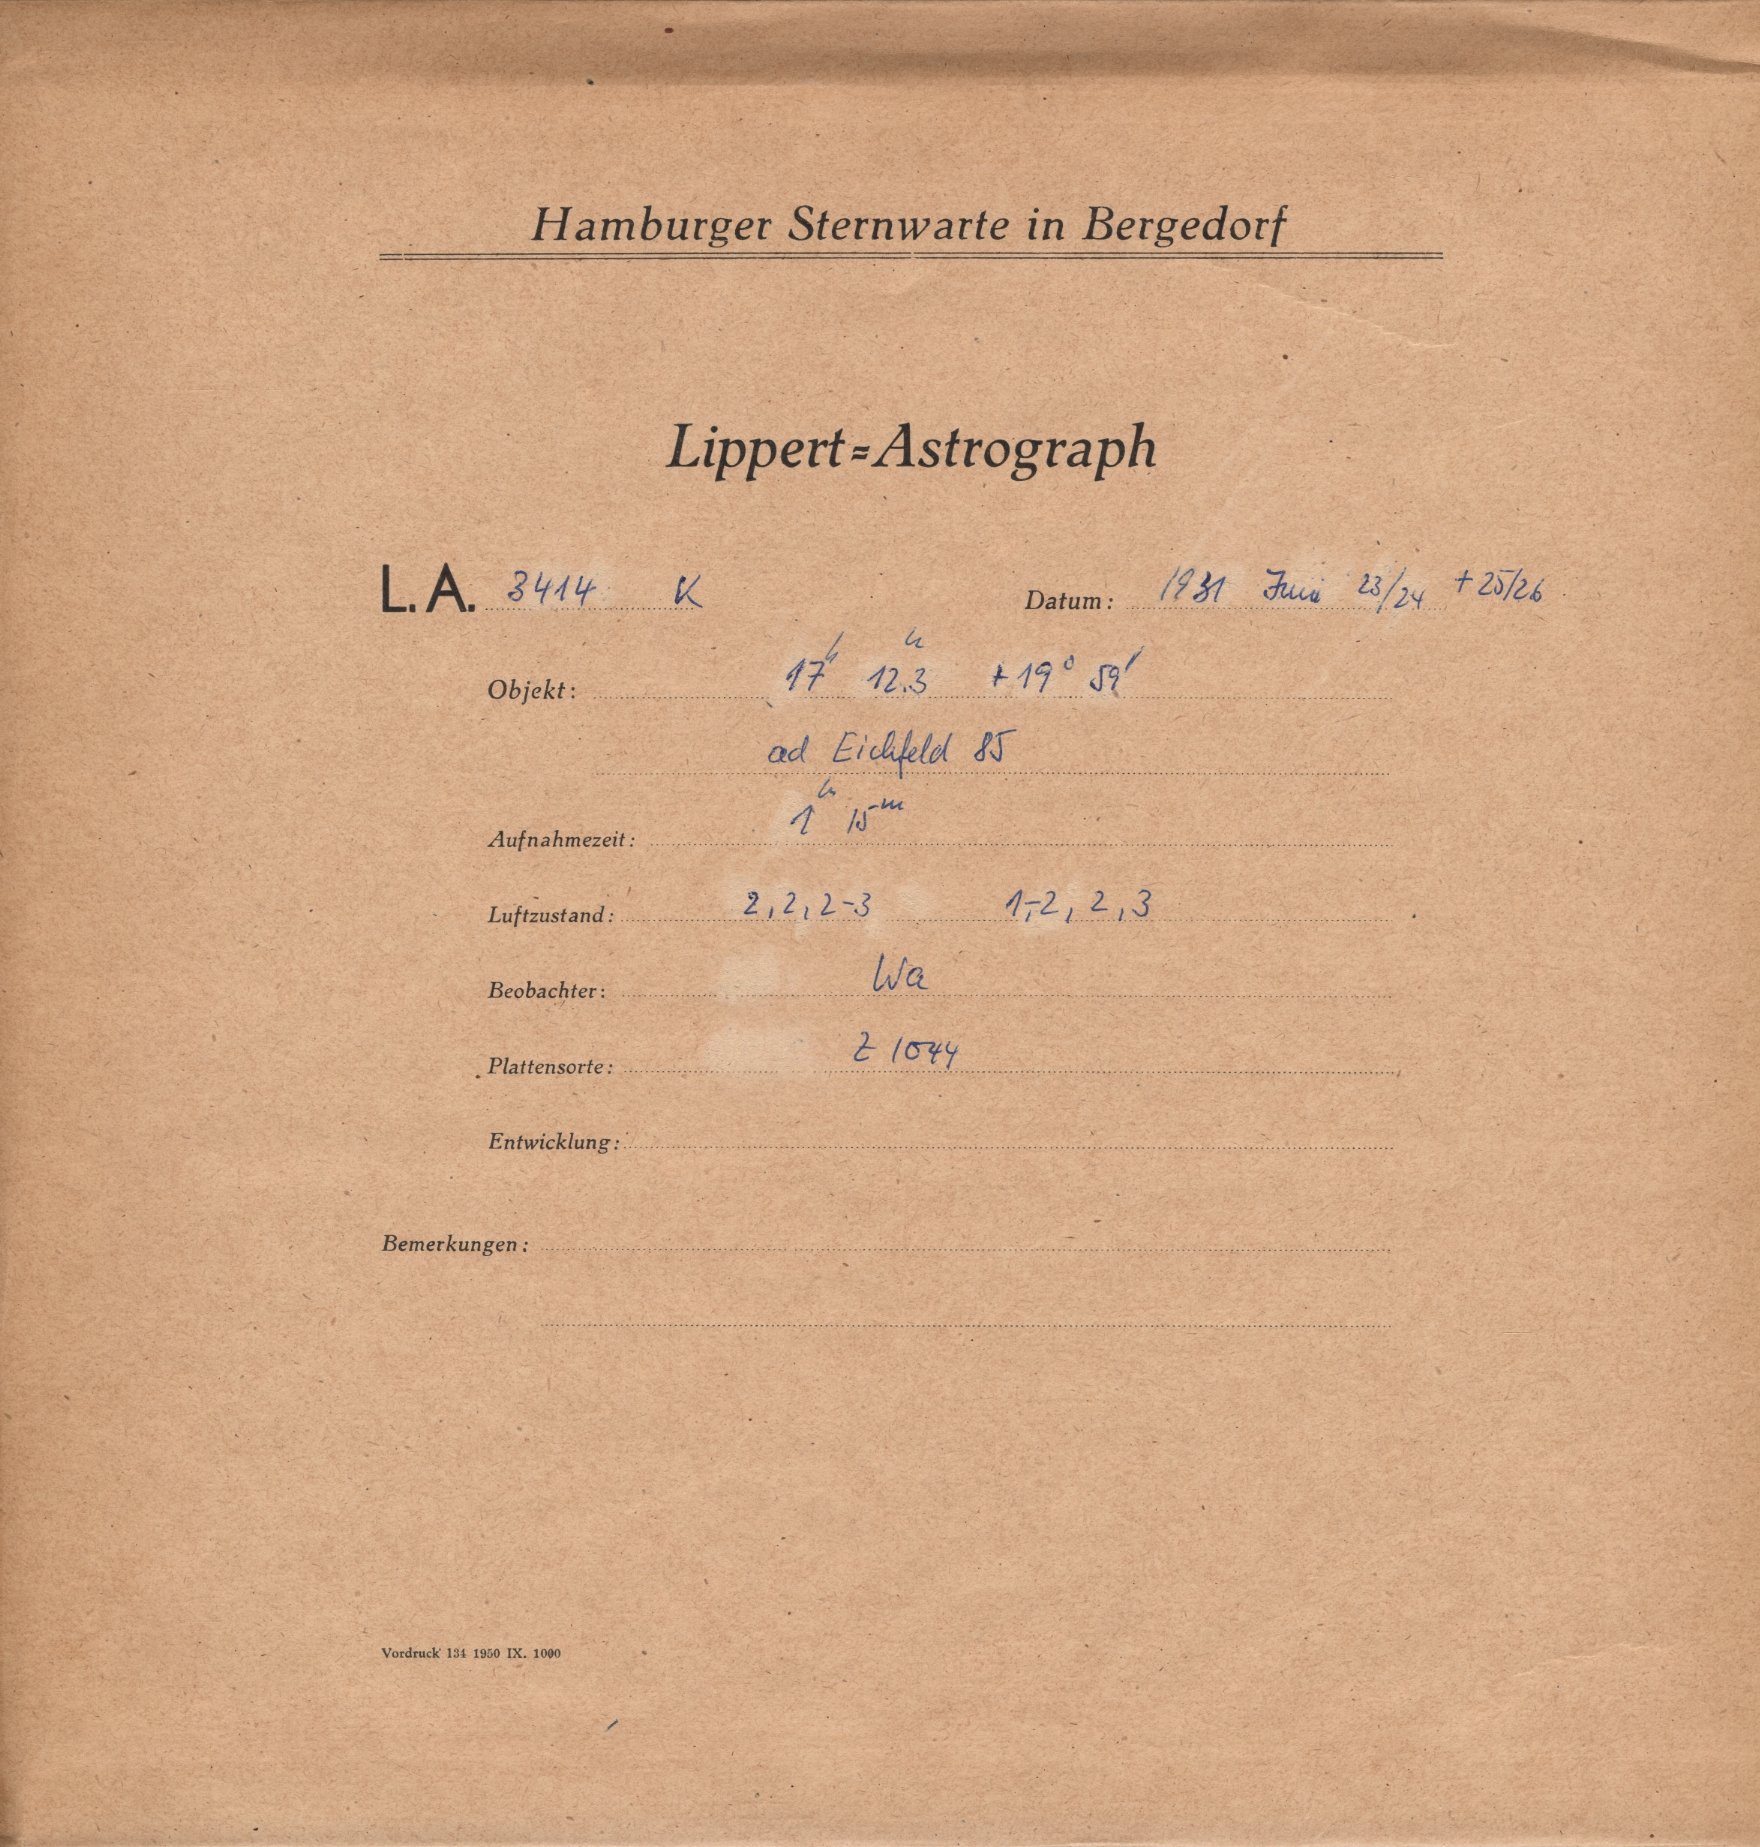 Hamburger Sternwarte in Bergedorf
Lippert=Astrograph
L. A. 3414 K Datum: 1931 Juni 23/24 + 25/26
Objekt: 17h 12.3 + 19° 59'
ad Eichfeld 85
Aufnahmezeit: 1h 15m
Luftzustand: 2, 2, 2-3 1-2, 2, 3
Beobachter: Wa
Plattensorte: Z 1044
Entwicklung:
Bemerkungen:
Vordruck 134 1950 IX. 1000